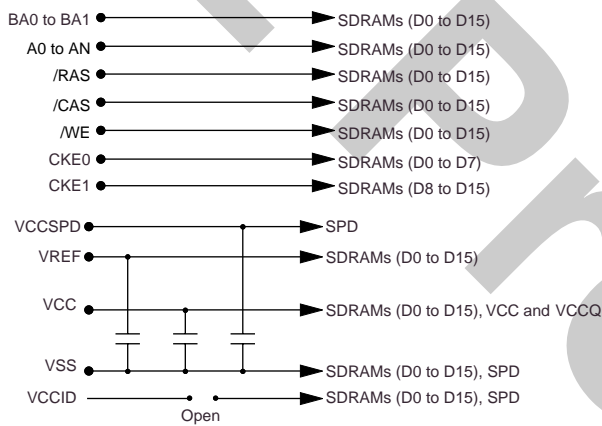 BA0 to BA1 SDRAMs (D0 to D15)
A0 to AN SDRAMs (D0 to D15)
/RAS SDRAMs (D0 to D15)
/CAS SDRAMs (D0 to D15)
/WE SDRAMs (D0 to D15)
CKE0 SDRAMs (D0 to D7)
CKE1 SDRAMs (D8 to D15)
VCCSPD SPD
VREF SDRAMs (D0 to D15)
VCC SDRAMs (D0 to D15), VCC and VCCQ
VSS SDRAMs (D0 to D15), SPD
VCCID SDRAMs (D0 to D15), SPD
Open